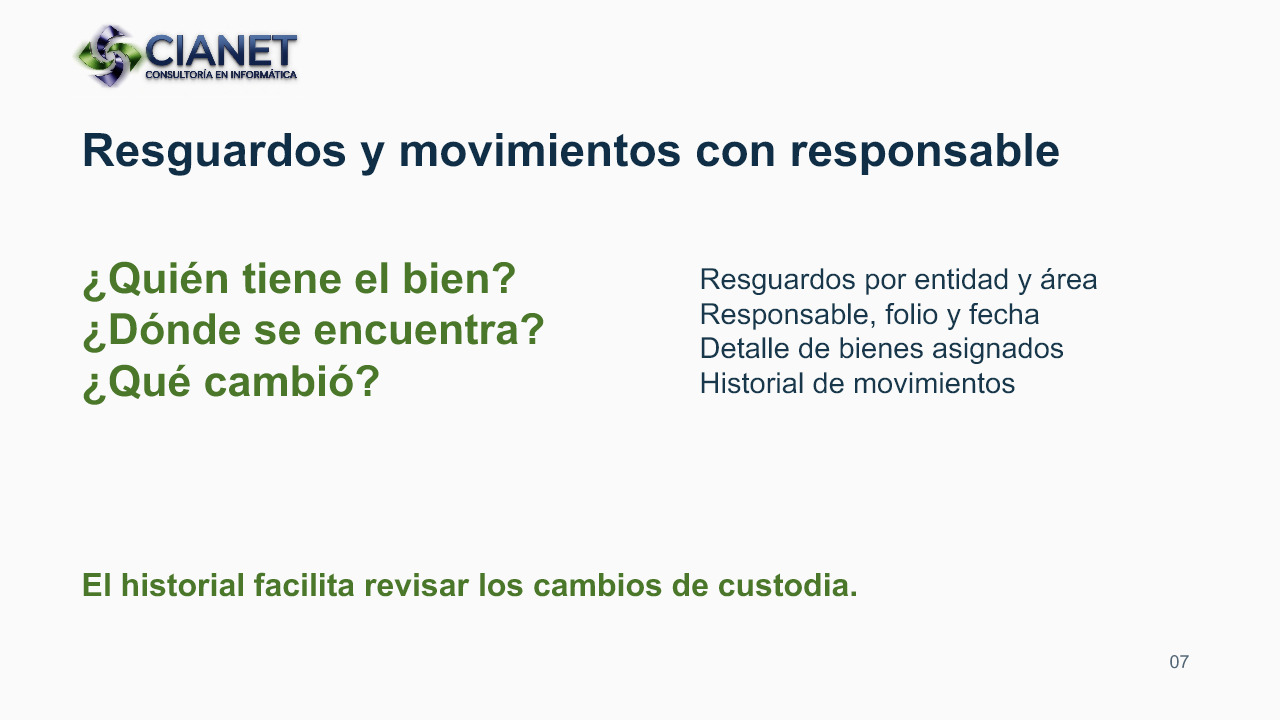 CIANET
CONSULTORÍA EN INFORMÁTICA
Resguardos y movimientos con responsable
¿Quién tiene el bien?
¿Dónde se encuentra?
¿Qué cambió?
Resguardos por entidad y área
Responsable, folio y fecha
Detalle de bienes asignados
Historial de movimientos
El historial facilita revisar los cambios de custodia.
07